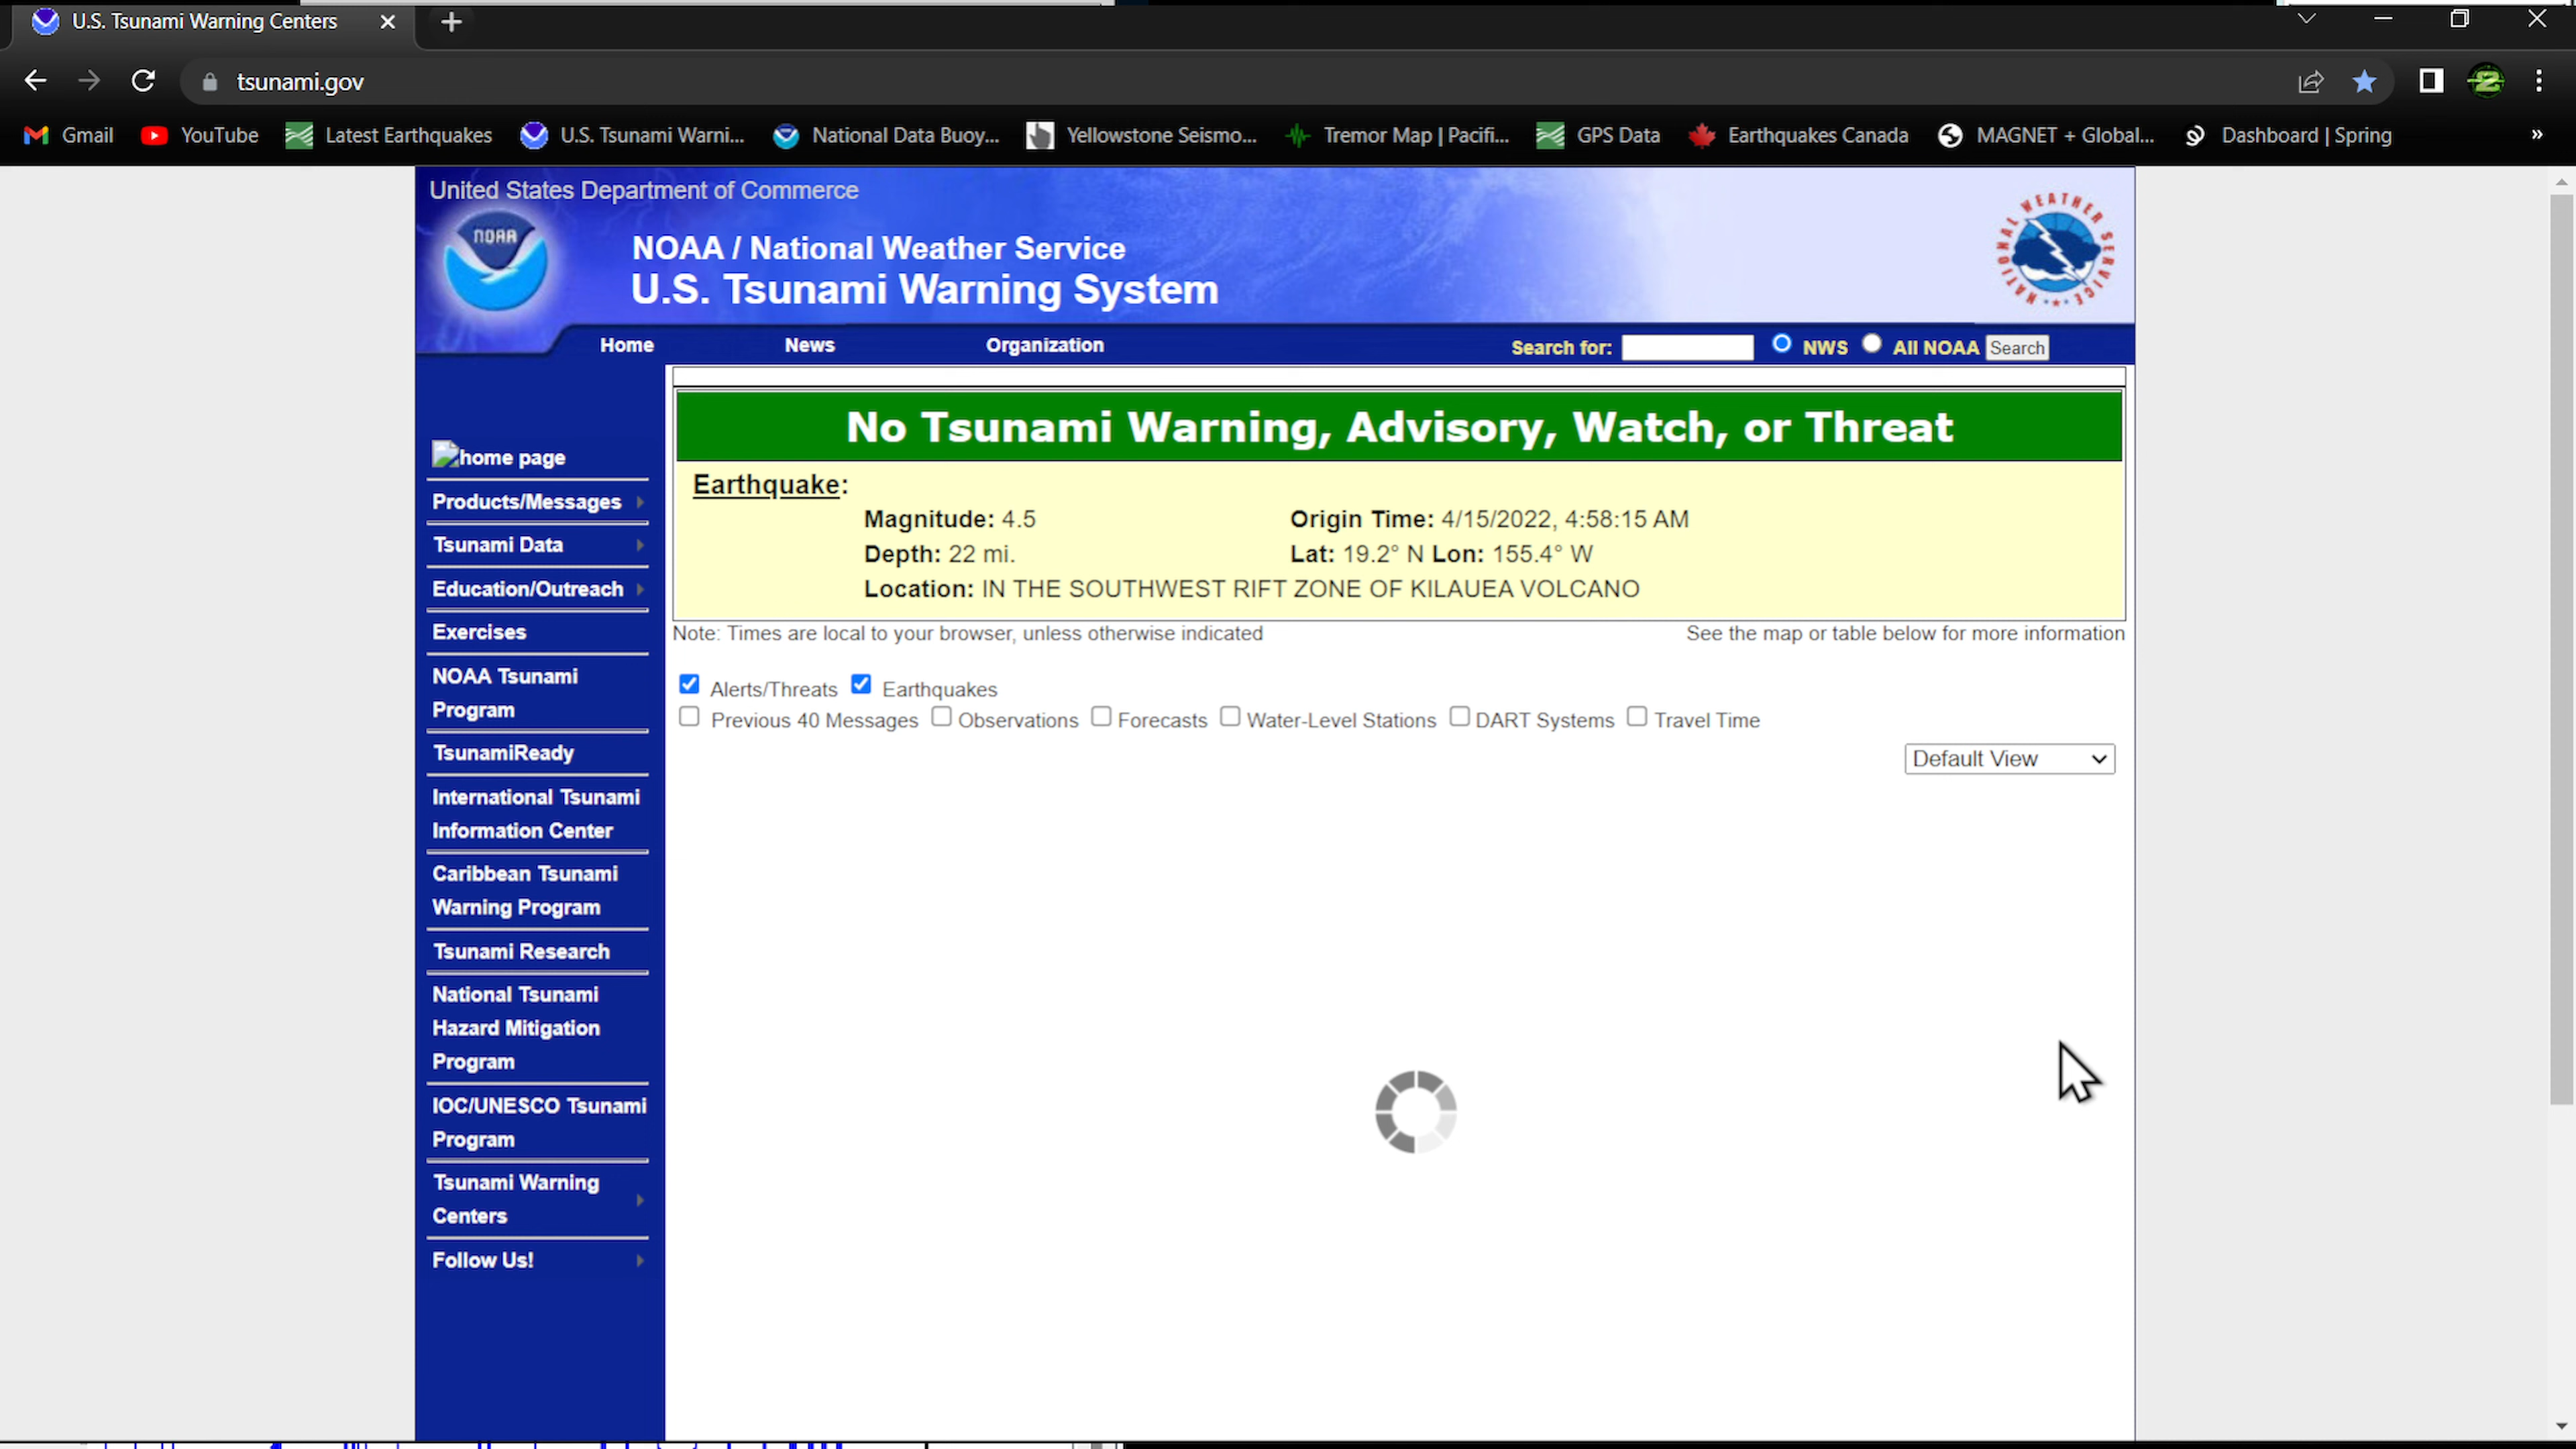 U.S. Tsunami Warning Centers
tsunami.gov
Gmail YouTube Latest Earthquakes U.S. Tsunami Warni... National Data Buoy... Yellowstone Seismo... Tremor Map | Pacifi... GPS Data Earthquakes Canada MAGNET + Global... Dashboard | Spring »
United States Department of Commerce
NOAA
NOAA / National Weather Service
U.S. Tsunami Warning System
NATIONAL WEATHER SERVICE
Home News Organization Search for: NWS All NOAA Search
home page
Products/Messages
Tsunami Data
Education/Outreach
Exercises
NOAA Tsunami
Program
TsunamiReady
International Tsunami
Information Center
Caribbean Tsunami
Warning Program
Tsunami Research
National Tsunami
Hazard Mitigation
Program
IOC/UNESCO Tsunami
Program
Tsunami Warning
Centers
Follow Us!
No Tsunami Warning, Advisory, Watch, or Threat
Earthquake:
Magnitude: 4.5 Origin Time: 4/15/2022, 4:58:15 AM
Depth: 22 mi. Lat: 19.2° N Lon: 155.4° W
Location: IN THE SOUTHWEST RIFT ZONE OF KILAUEA VOLCANO
Note: Times are local to your browser, unless otherwise indicated See the map or table below for more information
Alerts/Threats Earthquakes
Previous 40 Messages Observations Forecasts Water-Level Stations DART Systems Travel Time
Default View